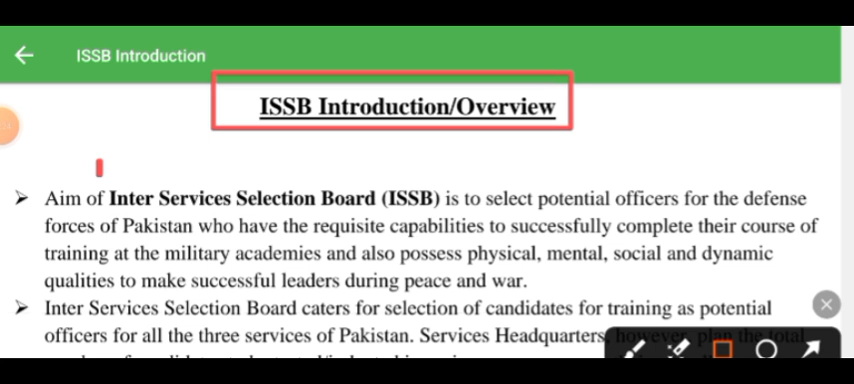 ISSB Introduction
ISSB Introduction/Overview
➤ Aim of Inter Services Selection Board (ISSB) is to select potential officers for the defense
forces of Pakistan who have the requisite capabilities to successfully complete their course of
training at the military academies and also possess physical, mental, social and dynamic
qualities to make successful leaders during peace and war.
➤ Inter Services Selection Board caters for selection of candidates for training as potential
officers for all the three services of Pakistan. Services Headquarters, however, plan the total